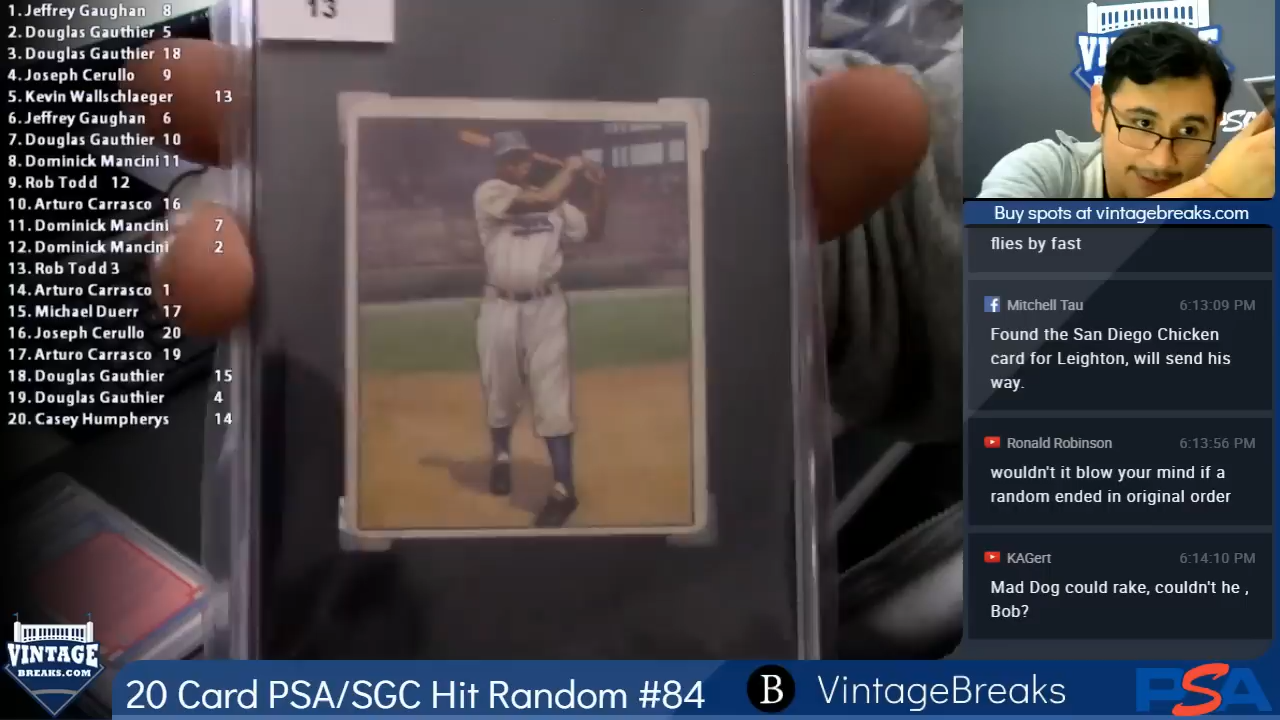 1. Jeffrey Gaughan 8
2. Douglas Gauthier 5
3. Douglas Gauthier 18
4. Joseph Cerullo 9
5. Kevin Wallschlaeger 13
6. Jeffrey Gaughan 6
7. Douglas Gauthier 10
8. Dominick Mancini 11
9. Rob Todd 12
10. Arturo Carrasco 16
11. Dominick Mancini 7
12. Dominick Mancini 2
13. Rob Todd 3
14. Arturo Carrasco 1
15. Michael Duerr 17
16. Joseph Cerullo 20
17. Arturo Carrasco 19
18. Douglas Gauthier 15
19. Douglas Gauthier 4
20. Casey Humpherys 14
13
VINTAGE
BREAKS
PSA
Buy spots at vintagebreaks.com
flies by fast
Mitchell Tau 6:13:09 PM
Found the San Diego Chicken
card for Leighton, will send his
way.
Ronald Robinson 6:13:56 PM
wouldn't it blow your mind if a
random ended in original order
KAGert 6:14:10 PM
Mad Dog could rake, couldn't he ,
Bob?
VINTAGE
BREAKS.COM
20 Card PSA/SGC Hit Random #84
B VintageBreaks
PSA